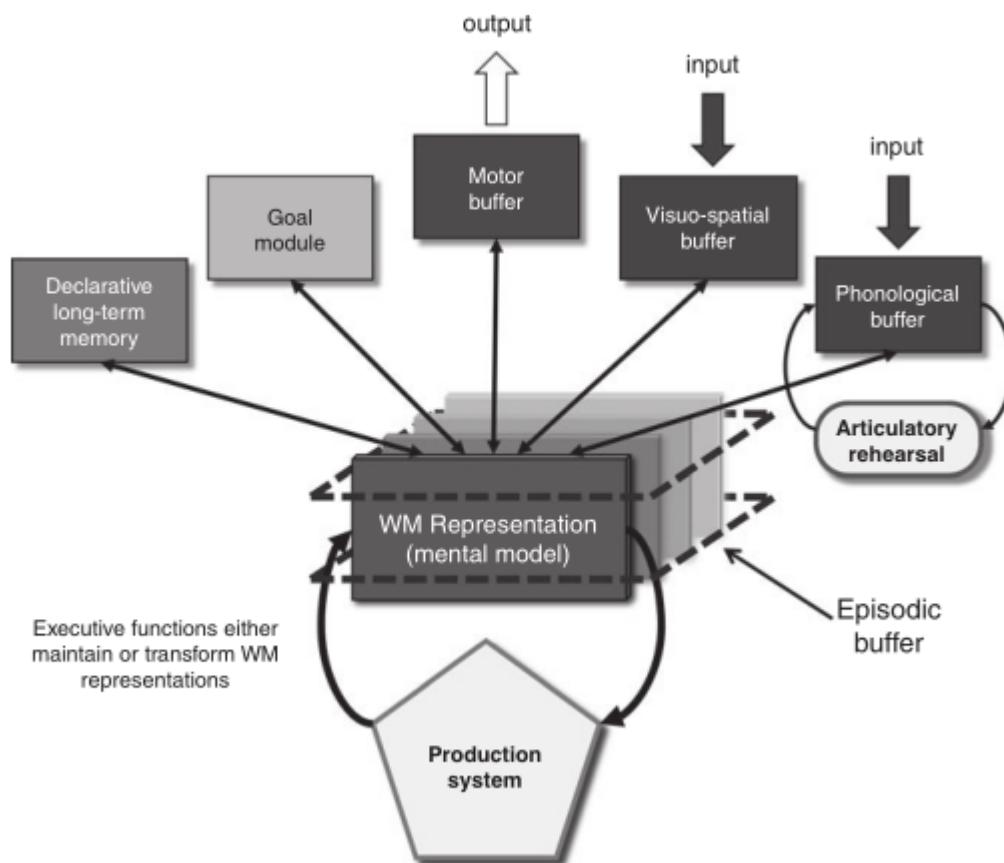 output
input
input
Motor
buffer
Goal
module
Visuo-spatial
buffer
Declarative
long-term
memory
Phonological
buffer
Articulatory
rehearsal
WM Representation
(mental model)
Episodic
buffer
Executive functions either
maintain or transform WM
representations
Production
system